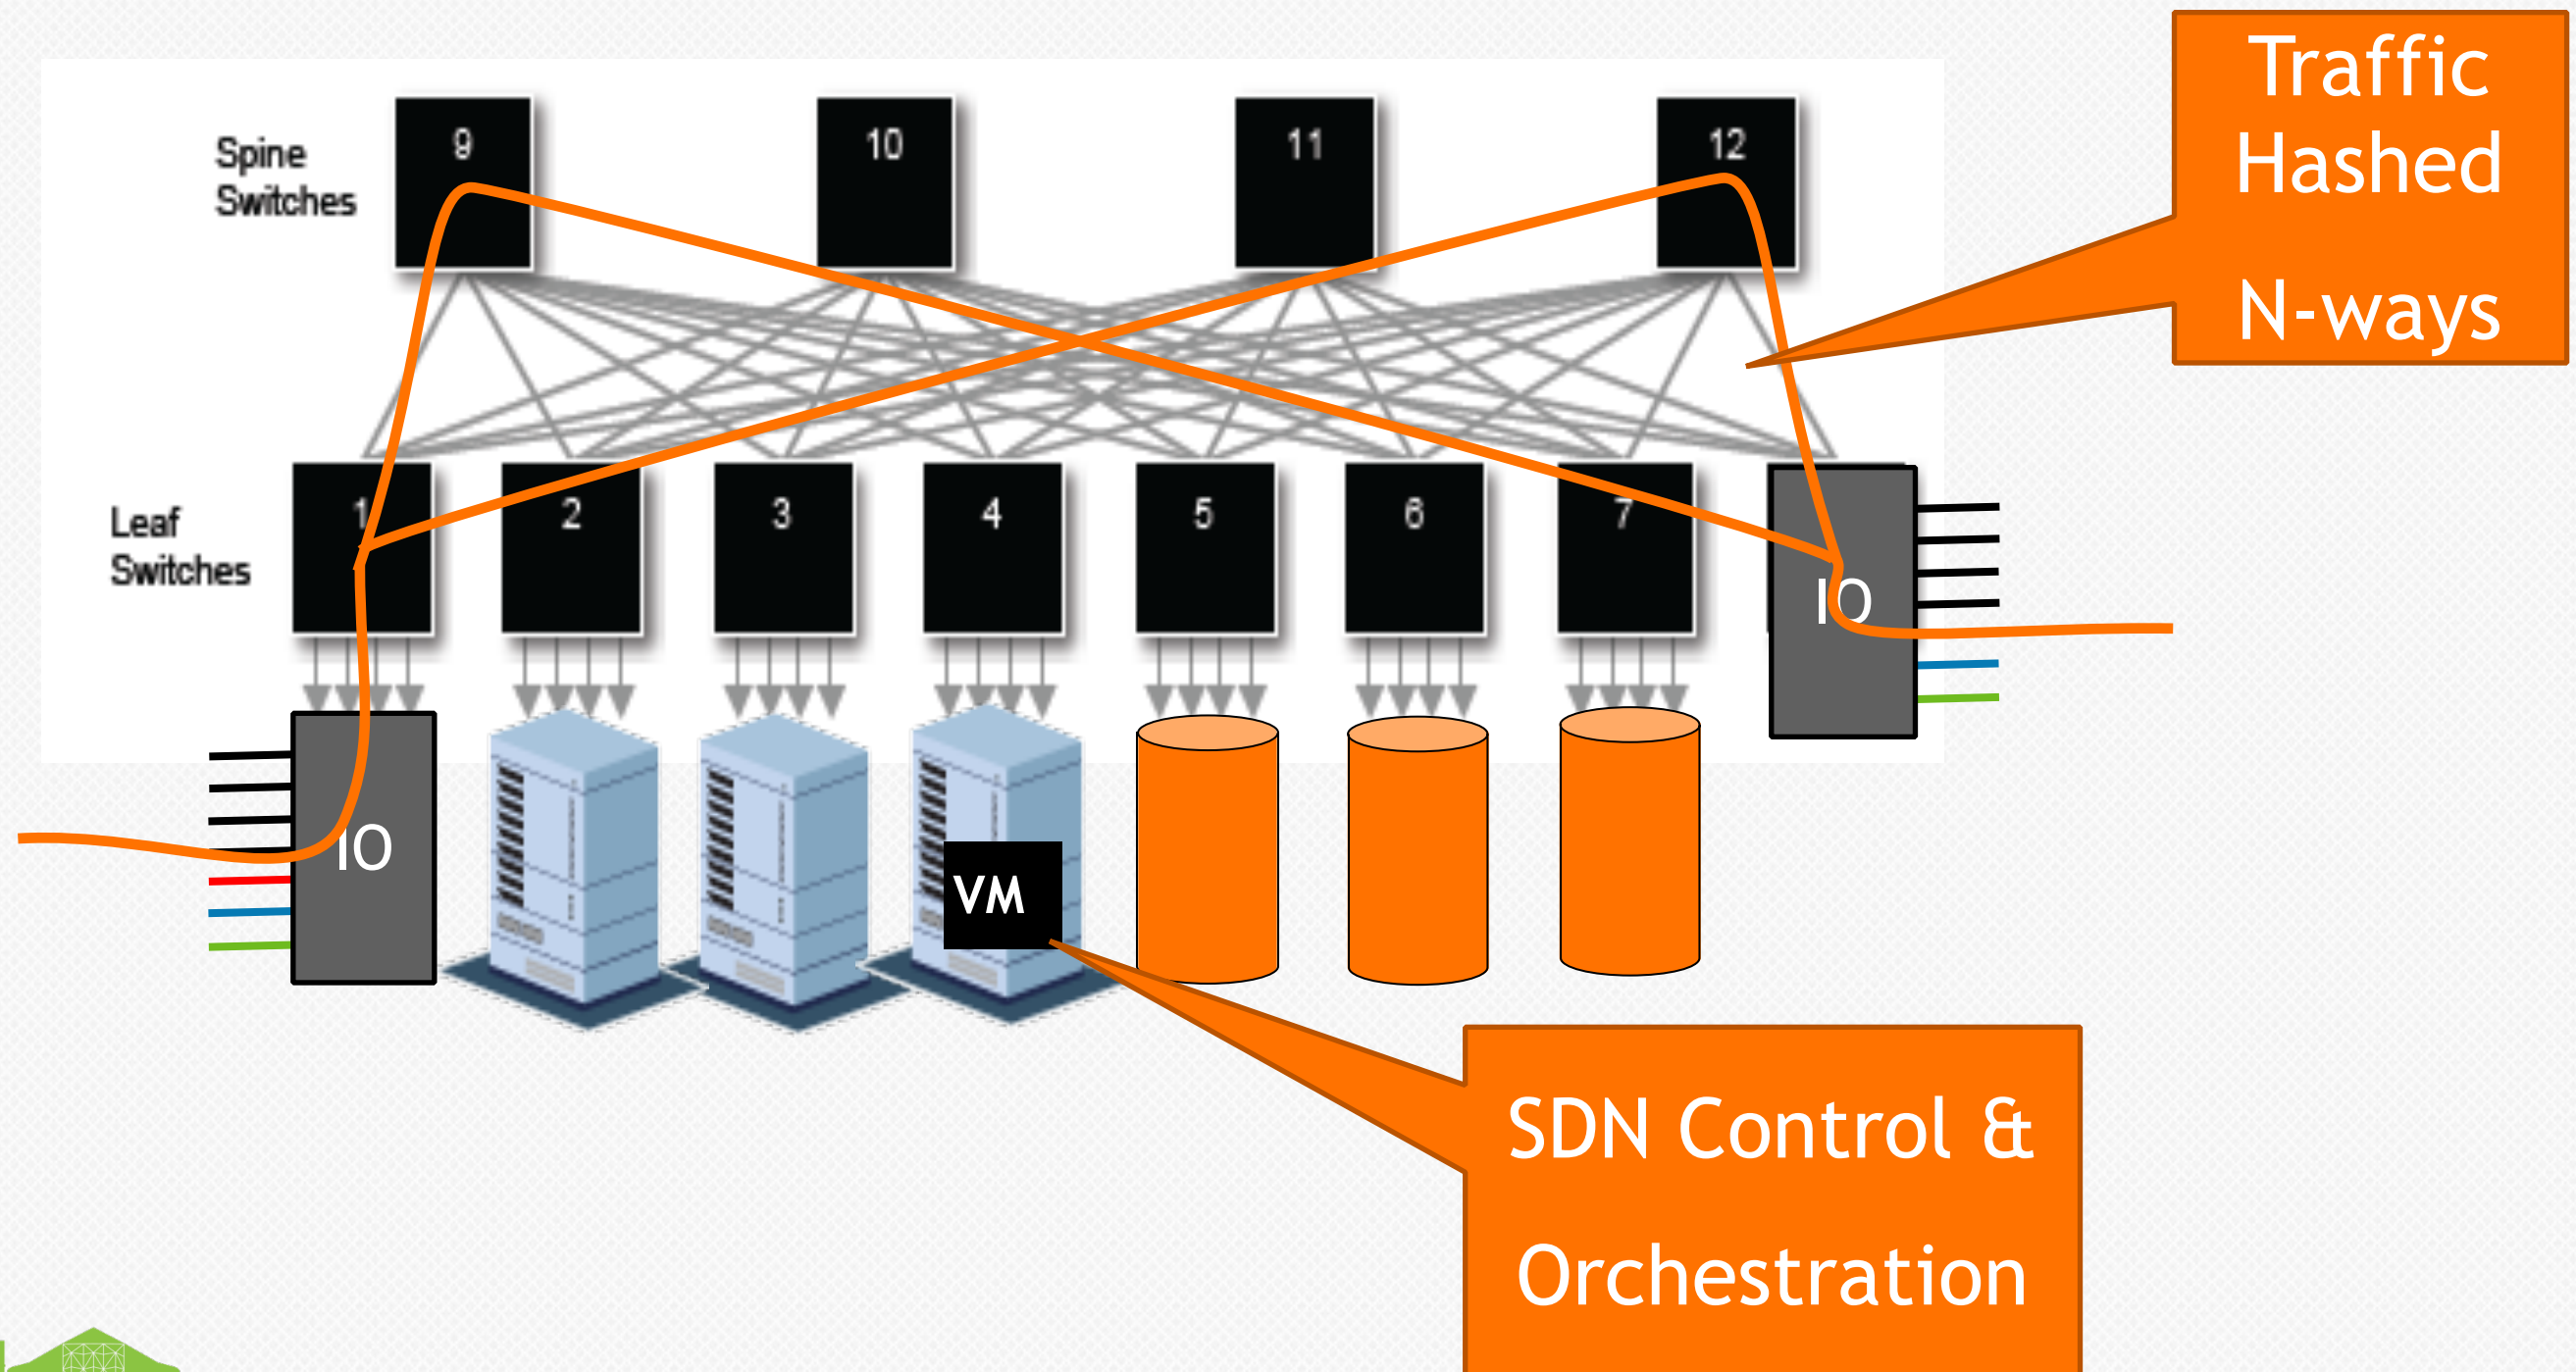 Traffic
Hashed
N-ways
Spine
Switches
9
10
11
12
Leaf
Switches
1
2
3
4
5
6
7
IO
IO
VM
SDN Control &
Orchestration